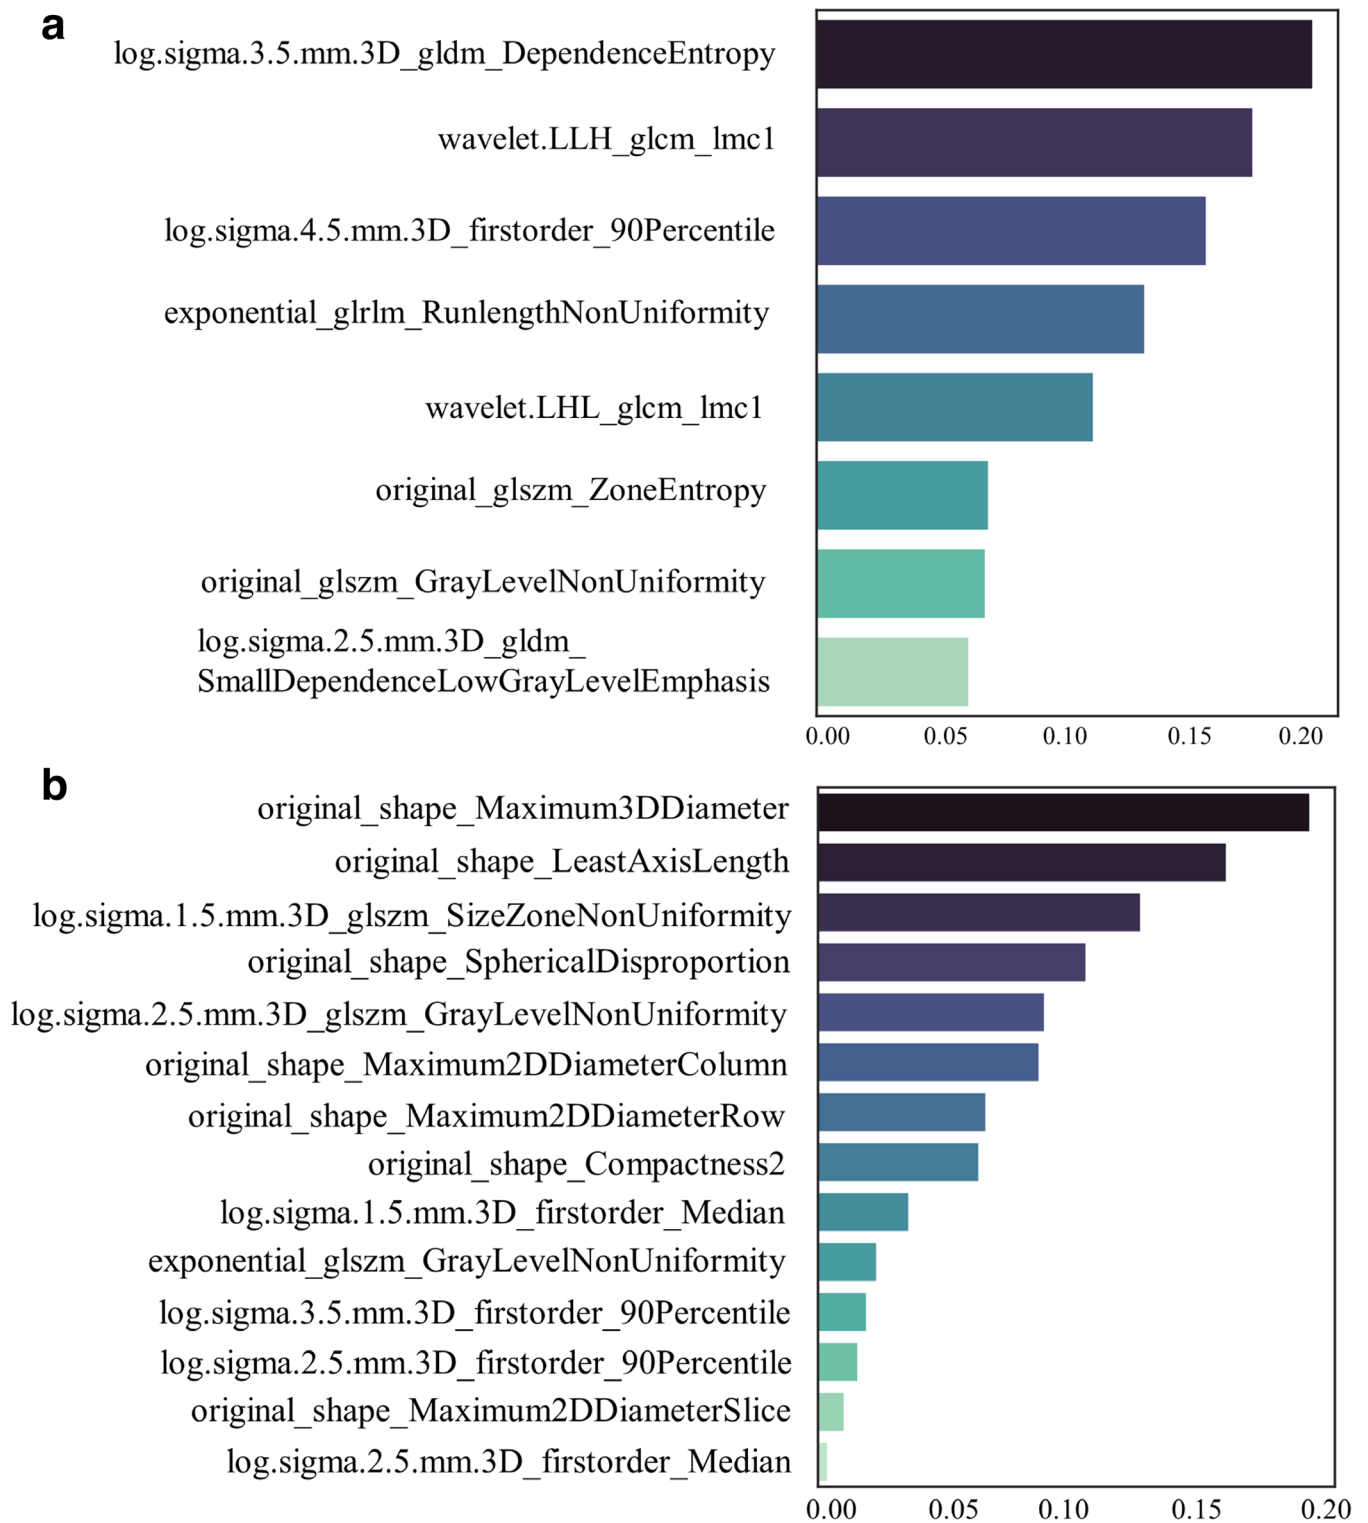 a
log.sigma.3.5.mm.3D_gldm_DependenceEntropy
wavelet.LLH_glcm_lmc1
log.sigma.4.5.mm.3D_firstorder_90Percentile
exponential_glrlm_RunlengthNonUniformity
wavelet.LHL_glcm_lmc1
original_glszm_ZoneEntropy
original_glszm_GrayLevelNonUniformity
log.sigma.2.5.mm.3D_gldm_
SmallDependenceLowGrayLevelEmphasis
0.00 0.05 0.10 0.15 0.20
b
original_shape_Maximum3DDiameter
original_shape_LeastAxisLength
log.sigma.1.5.mm.3D_glszm_SizeZoneNonUniformity
original_shape_SphericalDisproportion
log.sigma.2.5.mm.3D_glszm_GrayLevelNonUniformity
original_shape_Maximum2DDiameterColumn
original_shape_Maximum2DDiameterRow
original_shape_Compactness2
log.sigma.1.5.mm.3D_firstorder_Median
exponential_glszm_GrayLevelNonUniformity
log.sigma.3.5.mm.3D_firstorder_90Percentile
log.sigma.2.5.mm.3D_firstorder_90Percentile
original_shape_Maximum2DDiameterSlice
log.sigma.2.5.mm.3D_firstorder_Median
0.00 0.05 0.10 0.15 0.20